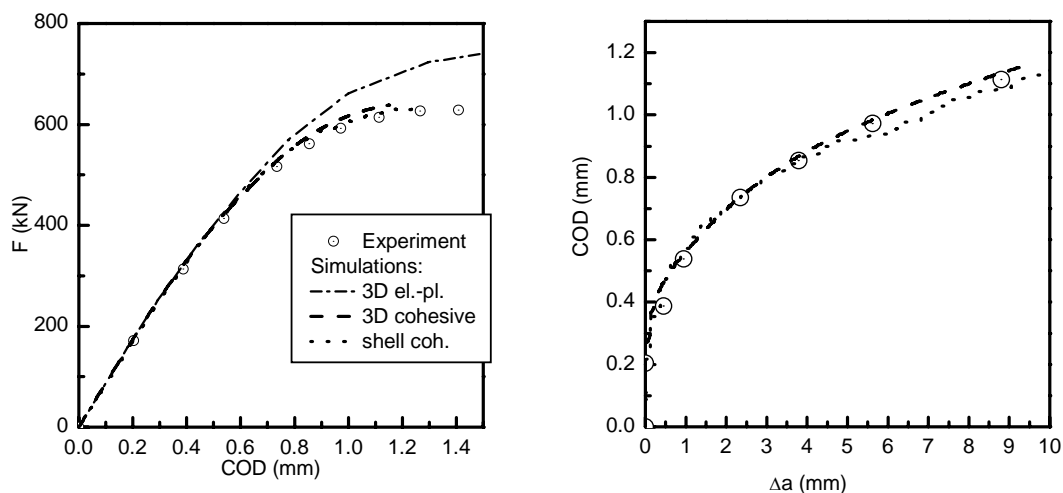 800
600
400
200
0
F (kN)
0.0 0.2 0.4 0.6 0.8 1.0 1.2 1.4
COD (mm)
Experiment
Simulations:
3D el.-pl.
3D cohesive
shell coh.
1.2
1.0
0.8
0.6
0.4
0.2
0.0
COD (mm)
0 1 2 3 4 5 6 7 8 9 10
Δa (mm)